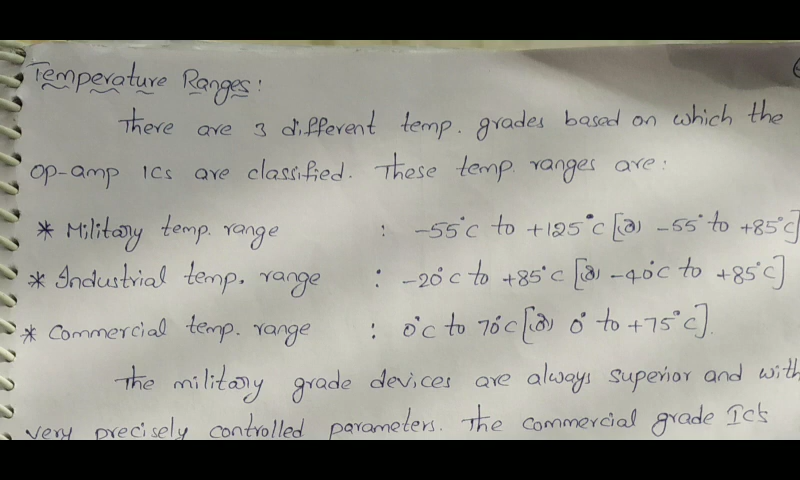 Temperature Ranges:
There are 3 different temp. grades based on which the
op-amp ICs are classified. These temp. ranges are:
* Military temp. range : -55°C to +125°C [(or) -55° to +85°C]
* Industrial temp. range : -20°C to +85°C [(or) -40°C to +85°C]
* Commercial temp. range : 0°C to 70°C [(or) 0° to +75°C].
The military grade devices are always superior and with
very precisely controlled parameters. The commercial grade ICs